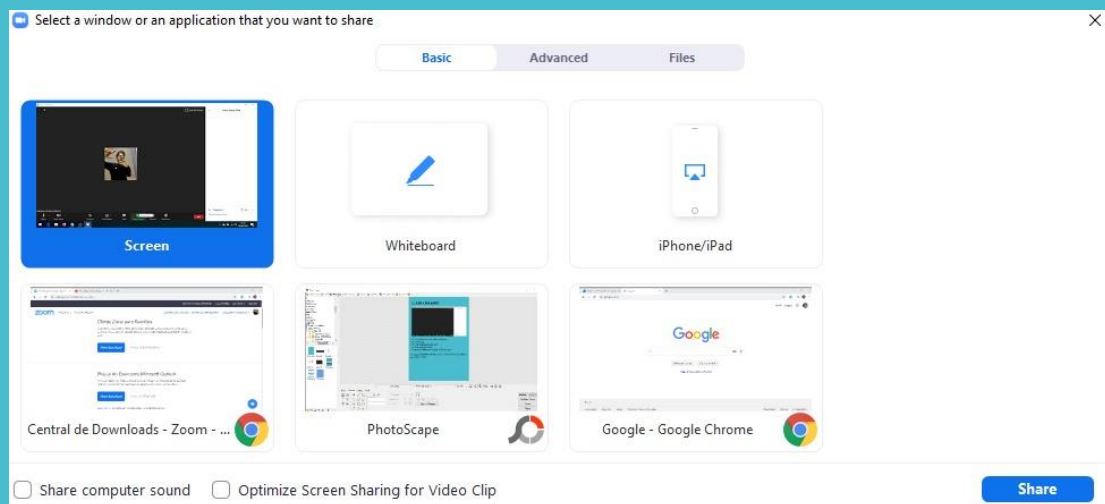 Select a window or an application that you want to share
Basic Advanced Files
Screen
Whiteboard
iPhone/iPad
zoom
Google
Central de Downloads - Zoom - ...
PhotoScape
Google - Google Chrome
Share computer sound
Optimize Screen Sharing for Video Clip
Share